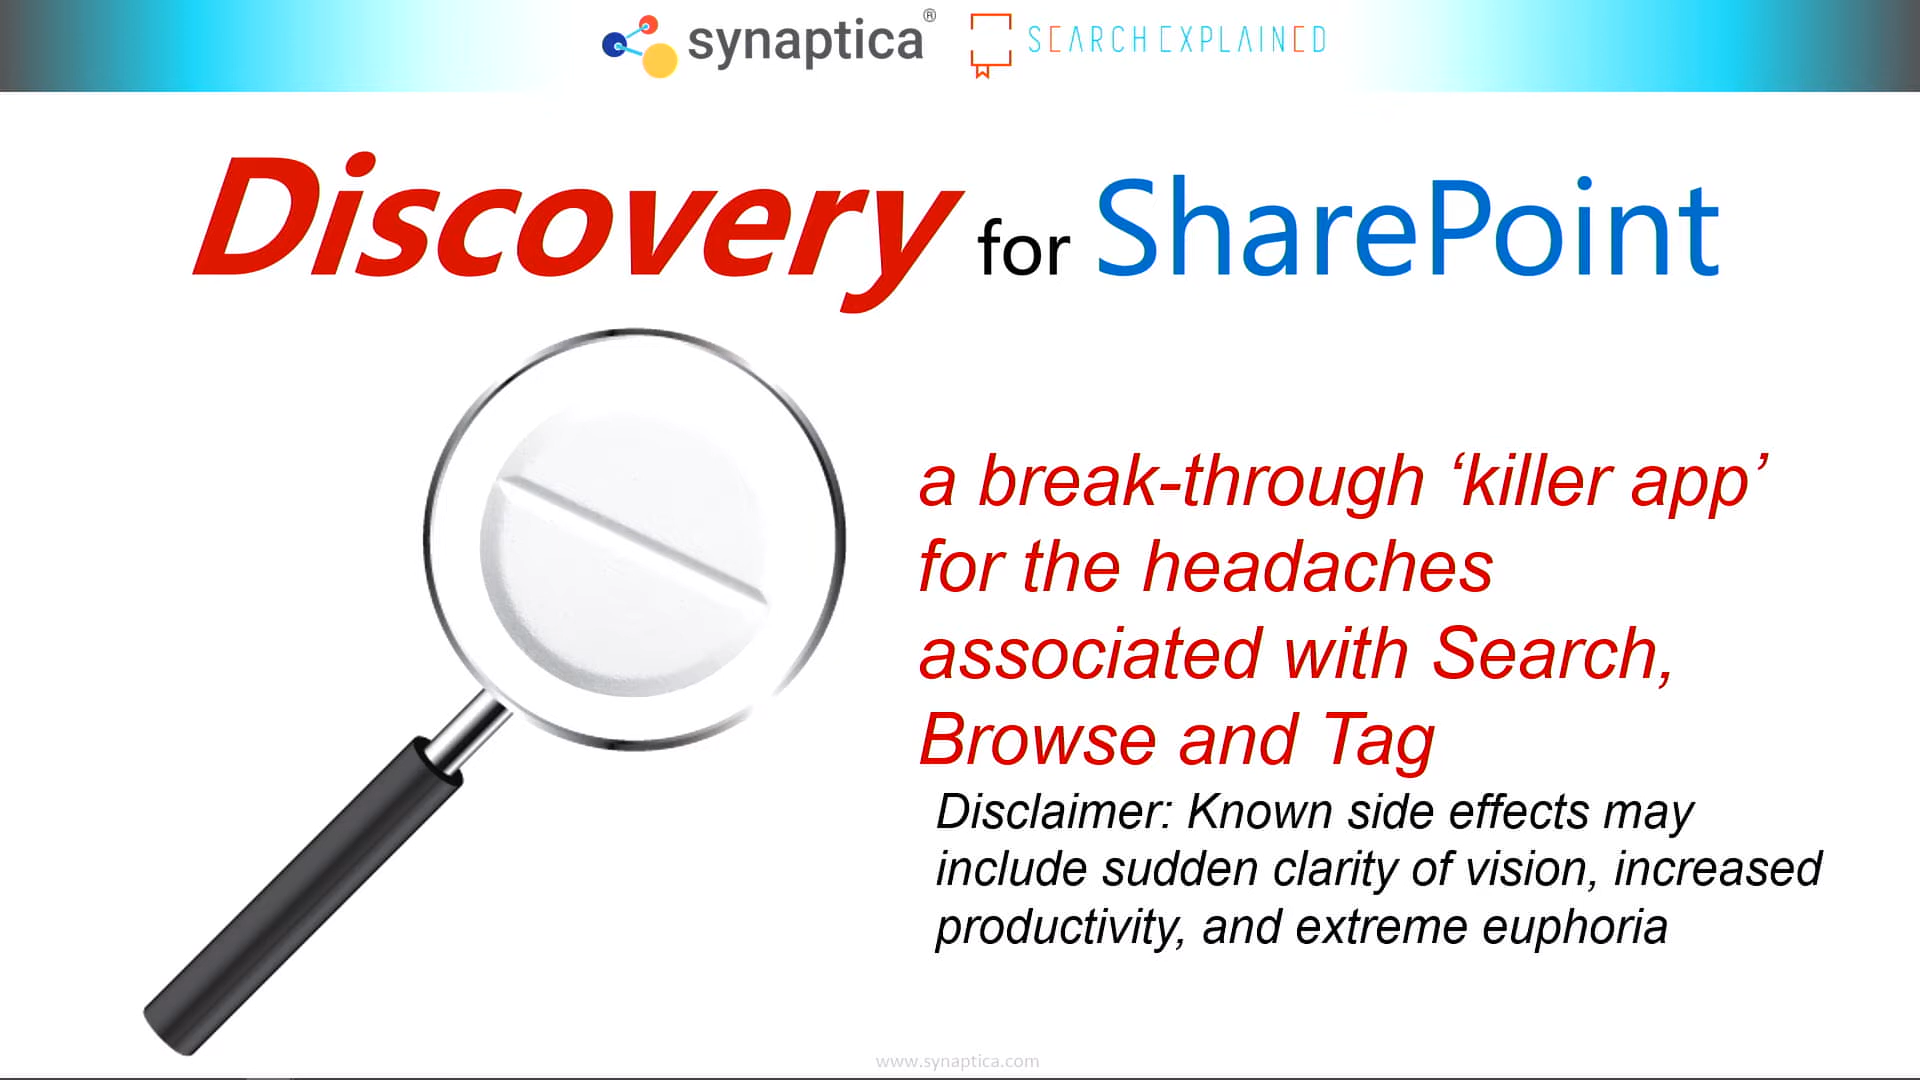 synaptica®
SEARCH EXPLAINED
Discovery for SharePoint
a break-through ‘killer app’
for the headaches
associated with Search,
Browse and Tag
Disclaimer: Known side effects may
include sudden clarity of vision, increased
productivity, and extreme euphoria
www.synaptica.com